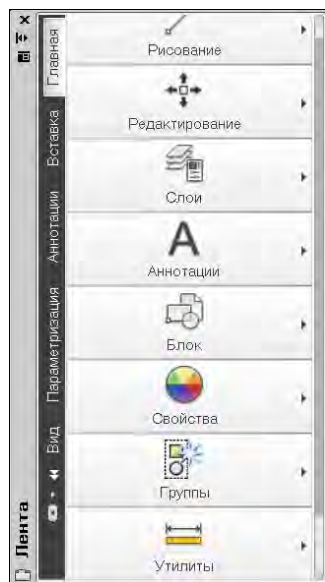 Главная
Вставка
Аннотации
Параметризация
Вид
Лента
Рисование
Редактирование
Слои
А
Аннотации
Блок
Свойства
Группы
Утилиты